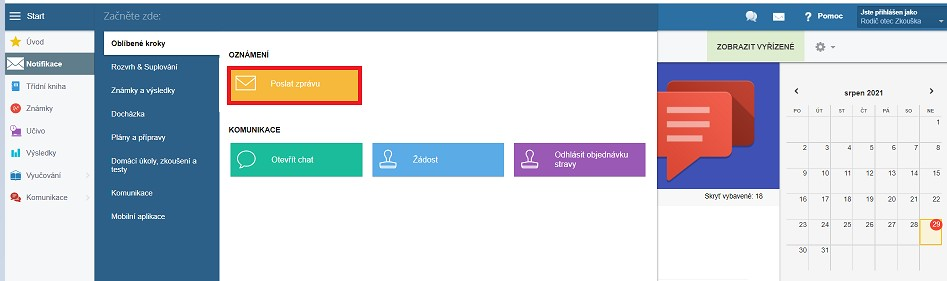 Start
Začněte zde:
? Pomoc
Jste přihlášen jako
Rodič otec Zkouška
Úvod
Notifikace
Třídní kniha
Známky
Učivo
Výsledky
Vyučování
Komunikace
Oblíbené kroky
Rozvrh & Suplování
Známky a výsledky
Docházka
Plány a přípravy
Domácí úkoly, zkoušení a
testy
Komunikace
Mobilní aplikace
OZNÁMENÍ
Poslat zprávu
KOMUNIKACE
Otevřít chat
Žádost
Odhlásit objednávku
stravy
ZOBRAZIT VYŘÍZENÉ
Skrýť vybavené: 18
srpen 2021
PO ÚT ST ČT PÁ SO NE
1
2 3 4 5 6 7 8
9 10 11 12 13 14 15
16 17 18 19 20 21 22
23 24 25 26 27 28 29
30 31